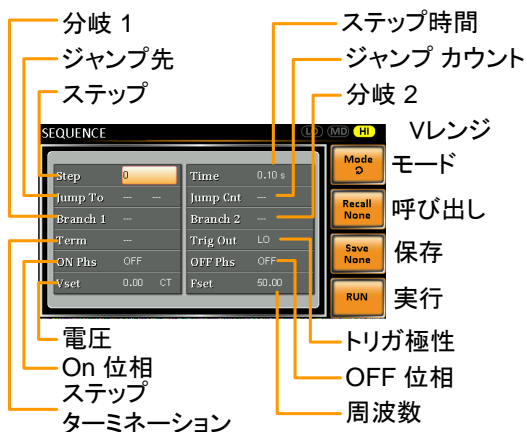 分岐 1
ステップ時間
ジャンプ先
ジャンプ カウント
ステップ
分岐 2
SEQUENCE
LO MD HI
Vレンジ
Step 0 Time 0.10 s
Mode
モード
Jump To --- --- Jump Cnt ---
Branch 1 --- Branch 2 ---
Recall
None
呼び出し
Term --- Trig Out LO
ON Phs OFF OFF Phs OFF
Save
None
保存
Vset 0.00 CT Fset 50.00
RUN
実行
電圧
トリガ極性
On 位相
OFF 位相
ステップ
ターミネーション
周波数